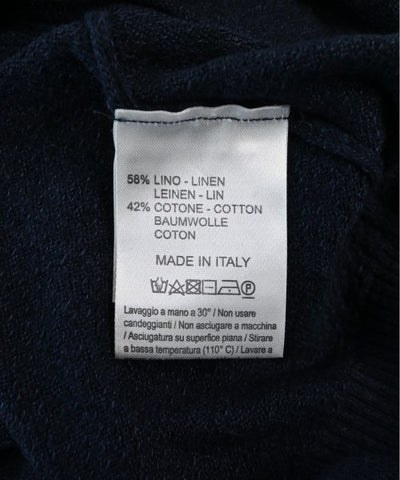 58% LINO - LINEN
LEINEN - LIN
42% COTONE - COTTON
BAUMWOLLE
COTON
MADE IN ITALY
Lavaggio a mano a 30° / Non usare
candeggianti / Non asciugare a macchina
/ Asciugatura su superfice piana / Stirare
a bassa temperatura (110° C) / Lavare a